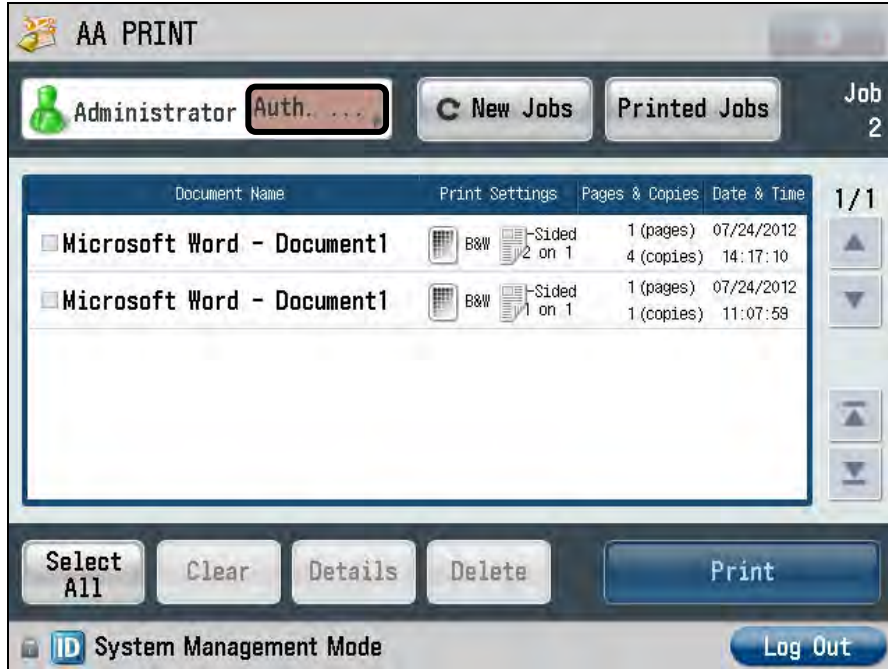 AA PRINT
Administrator Auth. ...
New Jobs
Printed Jobs
Job
2
Document Name Print Settings Pages & Copies Date & Time
1/1
Microsoft Word - Document1 B&W -Sided 2 on 1 1 (pages) 4 (copies) 07/24/2012 14:17:10
Microsoft Word - Document1 B&W -Sided 1 on 1 1 (pages) 1 (copies) 07/24/2012 11:07:59
Select
All
Clear
Details
Delete
Print
ID System Management Mode
Log Out